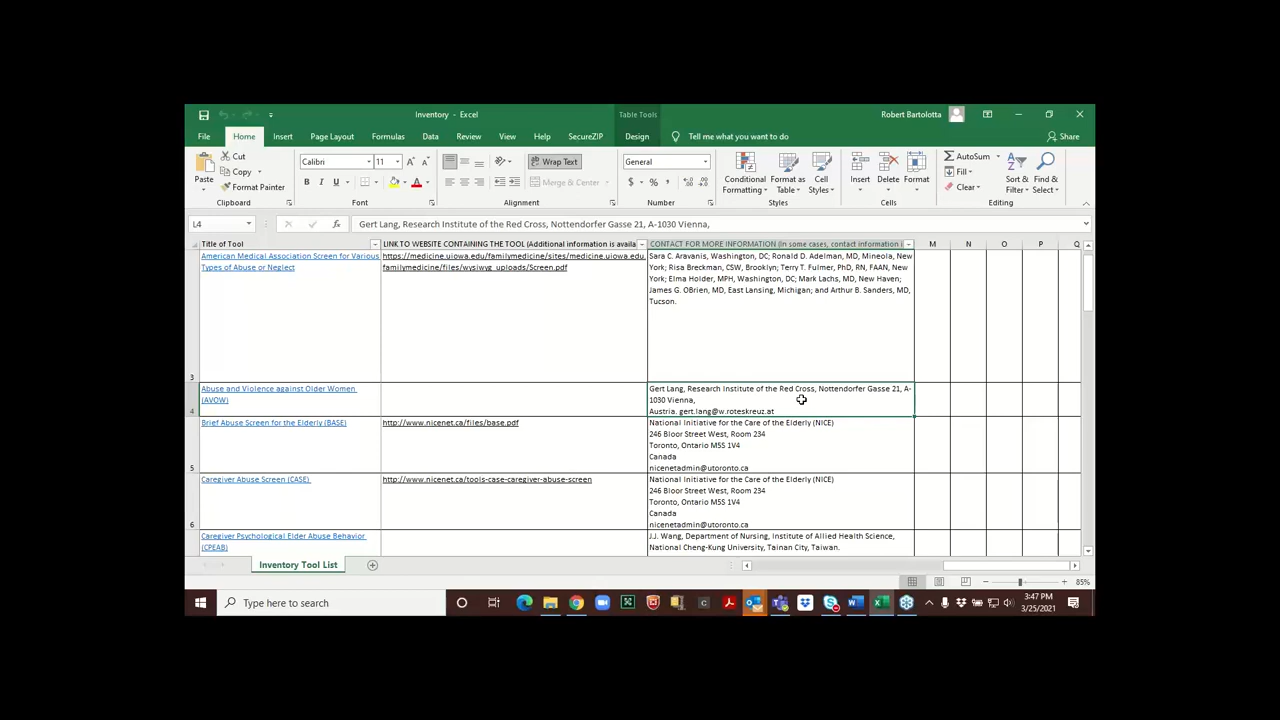 Inventory - Excel
Table Tools
Robert Bartolotta
File Home Insert Page Layout Formulas Data Review View Help SecureZIP Design Tell me what you want to do Share
Paste
Cut
Copy
Format Painter
Clipboard
Calibri 11
B I U
Font
Wrap Text
Merge & Center
Alignment
General
$ % ,
Number
Conditional Formatting
Format as Table
Cell Styles
Styles
Insert
Delete
Format
Cells
AutoSum
Fill
Clear
Sort & Filter
Find & Select
Editing
L4
fx
Gert Lang, Research Institute of the Red Cross, Nottendorfer Gasse 21, A-1030 Vienna,
Title of Tool
LINK TO WEBSITE CONTAINING THE TOOL (Additional information is availa
CONTACT FOR MORE INFORMATION (In some cases, contact information i
M N O P Q
American Medical Association Screen for Various
Types of Abuse or Neglect
https://medicine.uiowa.edu/familymedicine/sites/medicine.uiowa.edu.
familymedicine/files/wysiwyg_uploads/Screen.pdf
Sara C. Aravanis, Washington, DC; Ronald D. Adelman, MD, Mineola, New
York; Risa Breckman, CSW, Brooklyn; Terry T. Fulmer, PhD, RN, FAAN, New
York; Elma Holder, MPH, Washington, DC; Mark Lachs, MD, New Haven;
James G. OBrien, MD, East Lansing, Michigan; and Arthur B. Sanders, MD,
Tucson.
3
Abuse and Violence against Older Women
(AVOW)
Gert Lang, Research Institute of the Red Cross, Nottendorfer Gasse 21, A-
1030 Vienna,
Austria. gert.lang@w.roteskreuz.at
4
Brief Abuse Screen for the Elderly (BASE)
http://www.nicenet.ca/files/base.pdf
National Initiative for the Care of the Elderly (NICE)
246 Bloor Street West, Room 234
Toronto, Ontario M5S 1V4
Canada
nicenetadmin@utoronto.ca
5
Caregiver Abuse Screen (CASE)
http://www.nicenet.ca/tools-case-caregiver-abuse-screen
National Initiative for the Care of the Elderly (NICE)
246 Bloor Street West, Room 234
Toronto, Ontario M5S 1V4
Canada
nicenetadmin@utoronto.ca
6
Caregiver Psychological Elder Abuse Behavior
(CPEAB)
J.J. Wang, Department of Nursing, Institute of Allied Health Science,
National Cheng-Kung University, Tainan City, Taiwan.
Inventory Tool List
85%
Type here to search
3:47 PM
3/25/2021